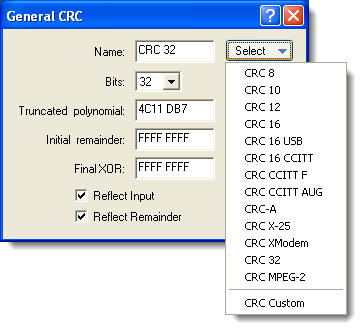 General CRC
Name: CRC 32 Select
Bits: 32
Truncated polynomial: 4C11 DB7
Initial remainder: FFFF FFFF
Final XOR: FFFF FFFF
Reflect Input
Reflect Remainder
CRC 8
CRC 10
CRC 12
CRC 16
CRC 16 USB
CRC 16 CCITT
CRC CCITT F
CRC CCITT AUG
CRC-A
CRC X-25
CRC XModem
CRC 32
CRC MPEG-2
CRC Custom